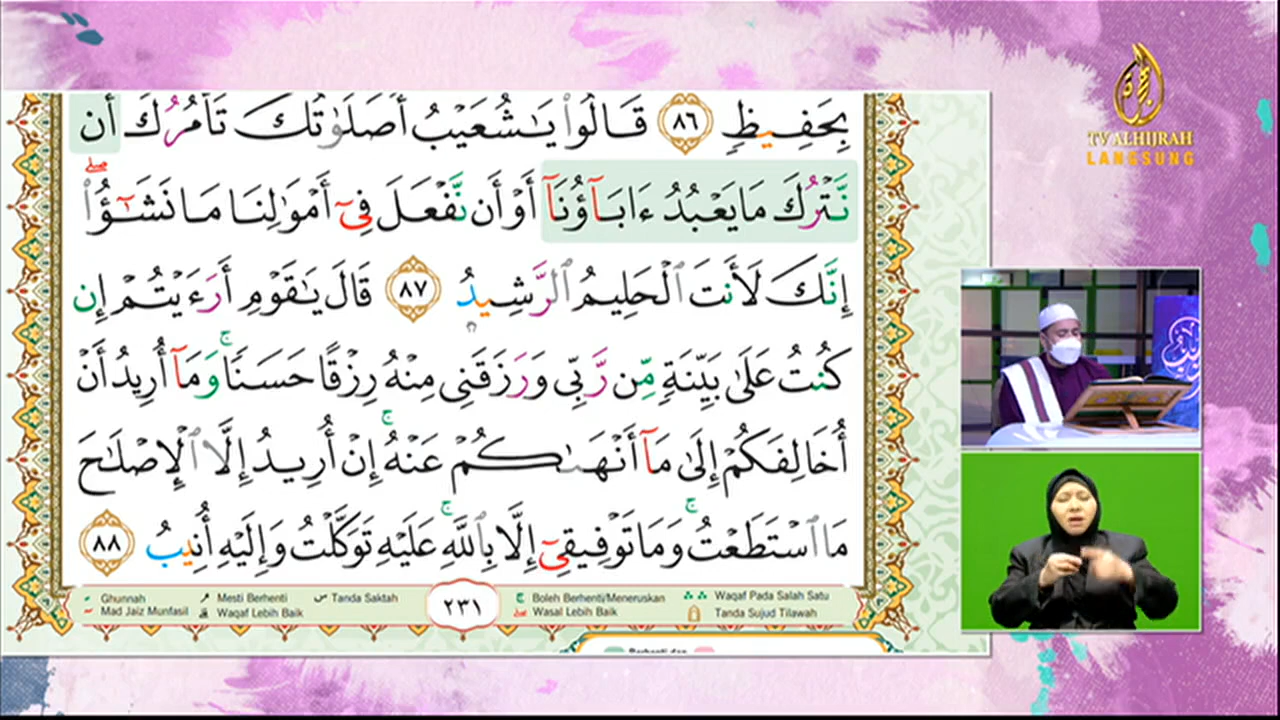 بِحَفِيظٍ ٨٦ قَالُوا۟ يَـٰشُعَيْبُ أَصَلَوٰتُكَ تَأْمُرُكَ أَن
نَّتْرُكَ مَا يَعْبُدُ ءَابَآؤُنَآ أَوْ أَن نَّفْعَلَ فِىٓ أَمْوَٰلِنَا مَا نَشَـٰٓؤُا۟ ۖ
إِنَّكَ لَأَنتَ ٱلْحَلِيمُ ٱلرَّشِيدُ ٨٧ قَالَ يَـٰقَوْمِ أَرَءَيْتُمْ إِن
كُنتُ عَلَىٰ بَيِّنَةٍ مِّن رَّبِّى وَرَزَقَنِى مِنْهُ رِزْقًا حَسَنًا ۚ وَمَآ أُرِيدُ أَنْ
أُخَالِفَكُمْ إِلَىٰ مَآ أَنْهَىٰكُمْ عَنْهُ ۚ إِنْ أُرِيدُ إِلَّا ٱلْإِصْلَـٰحَ
مَا ٱسْتَطَعْتُ ۚ وَمَا تَوْفِيقِىٓ إِلَّا بِٱللَّهِ ۚ عَلَيْهِ تَوَكَّلْتُ وَإِلَيْهِ أُنِيبُ ٨٨
Ghunnah
Mad Jaiz Munfasil
Mesti Berhenti
Waqaf Lebih Baik
Tanda Saktah
٢٣١
Boleh Berhenti/Meneruskan
Wasal Lebih Baik
Waqaf Pada Salah Satu
Tanda Sujud Tilawah
Berhenti dan
TV ALHIJRAH
LANGSUNG